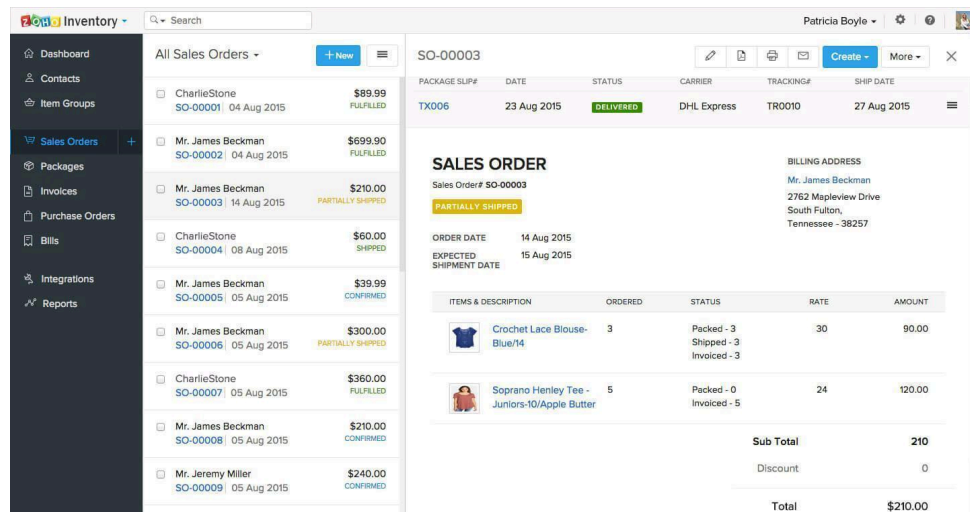 ZOHO Inventory
Search
Patricia Boyle
Dashboard
Contacts
Item Groups
Sales Orders +
Packages
Invoices
Purchase Orders
Bills
Integrations
Reports
All Sales Orders
+ New
CharlieStone $89.99
SO-00001 04 Aug 2015 FULFILLED
Mr. James Beckman $699.90
SO-00002 04 Aug 2015 FULFILLED
Mr. James Beckman $210.00
SO-00003 14 Aug 2015 PARTIALLY SHIPPED
CharlieStone $60.00
SO-00004 08 Aug 2015 SHIPPED
Mr. James Beckman $39.99
SO-00005 05 Aug 2015 CONFIRMED
Mr. James Beckman $300.00
SO-00006 05 Aug 2015 PARTIALLY SHIPPED
CharlieStone $360.00
SO-00007 05 Aug 2015 FULFILLED
Mr. James Beckman $210.00
SO-00008 05 Aug 2015 CONFIRMED
Mr. Jeremy Miller $240.00
SO-00009 05 Aug 2015 CONFIRMED
SO-00003
Create
More
PACKAGE SLIP# DATE STATUS CARRIER TRACKING# SHIP DATE
TX006 23 Aug 2015 DELIVERED DHL Express TR0010 27 Aug 2015
SALES ORDER
Sales Order# SO-00003
PARTIALLY SHIPPED
ORDER DATE 14 Aug 2015
EXPECTED 15 Aug 2015
SHIPMENT DATE
BILLING ADDRESS
Mr. James Beckman
2762 Mapleview Drive
South Fulton,
Tennessee - 38257
ITEMS & DESCRIPTION ORDERED STATUS RATE AMOUNT
Crochet Lace Blouse- 3 Packed - 3 30 90.00
Blue/14 Shipped - 3
Invoiced - 3
Soprano Henley Tee - 5 Packed - 0 24 120.00
Juniors-10/Apple Butter Invoiced - 5
Sub Total 210
Discount 0
Total $210.00